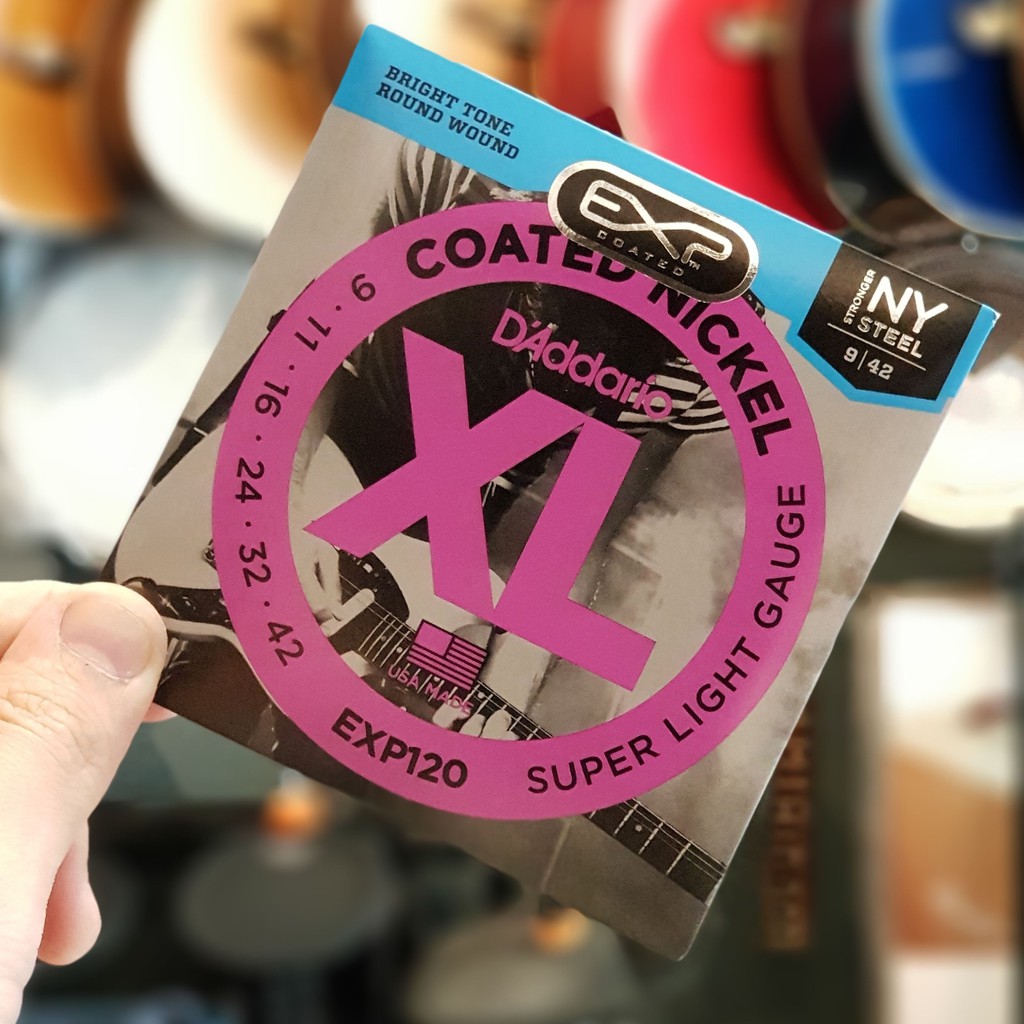 BRIGHT TONE
ROUND WOUND
EXP
COATED™
STRONGER
NY
STEEL
9|42
COATED NICKEL
D'Addario
XL
9 · 11 · 16 · 24 · 32 · 42
USA MADE
EXP120
SUPER LIGHT GAUGE